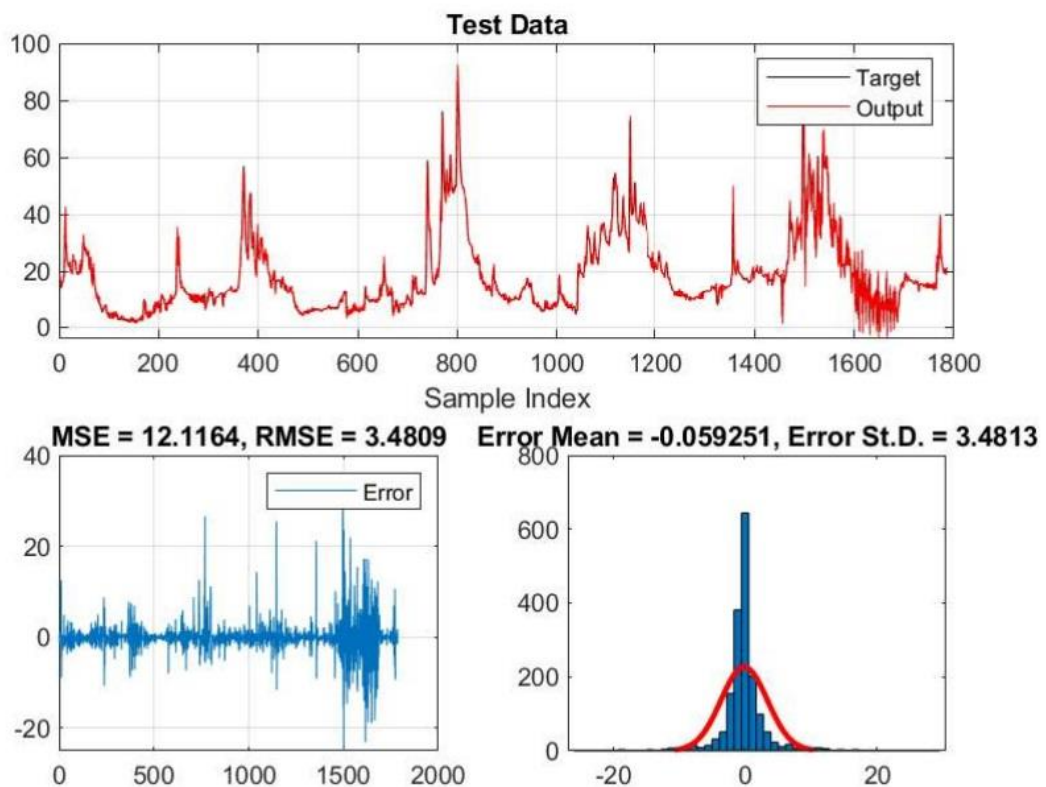 Test Data
100
80
60
40
20
0
Target
Output
0 200 400 600 800 1000 1200 1400 1600 1800
Sample Index
MSE = 12.1164, RMSE = 3.4809
40
20
0
-20
Error
0 500 1000 1500 2000
Error Mean = -0.059251, Error St.D. = 3.4813
800
600
400
200
0
-20 0 20